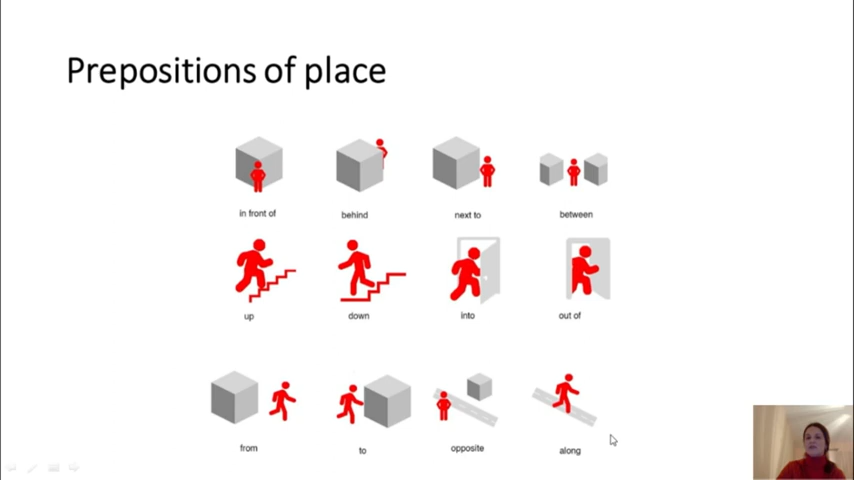 Prepositions of place
in front of
behind
next to
between
up
down
into
out of
from
to
opposite
along